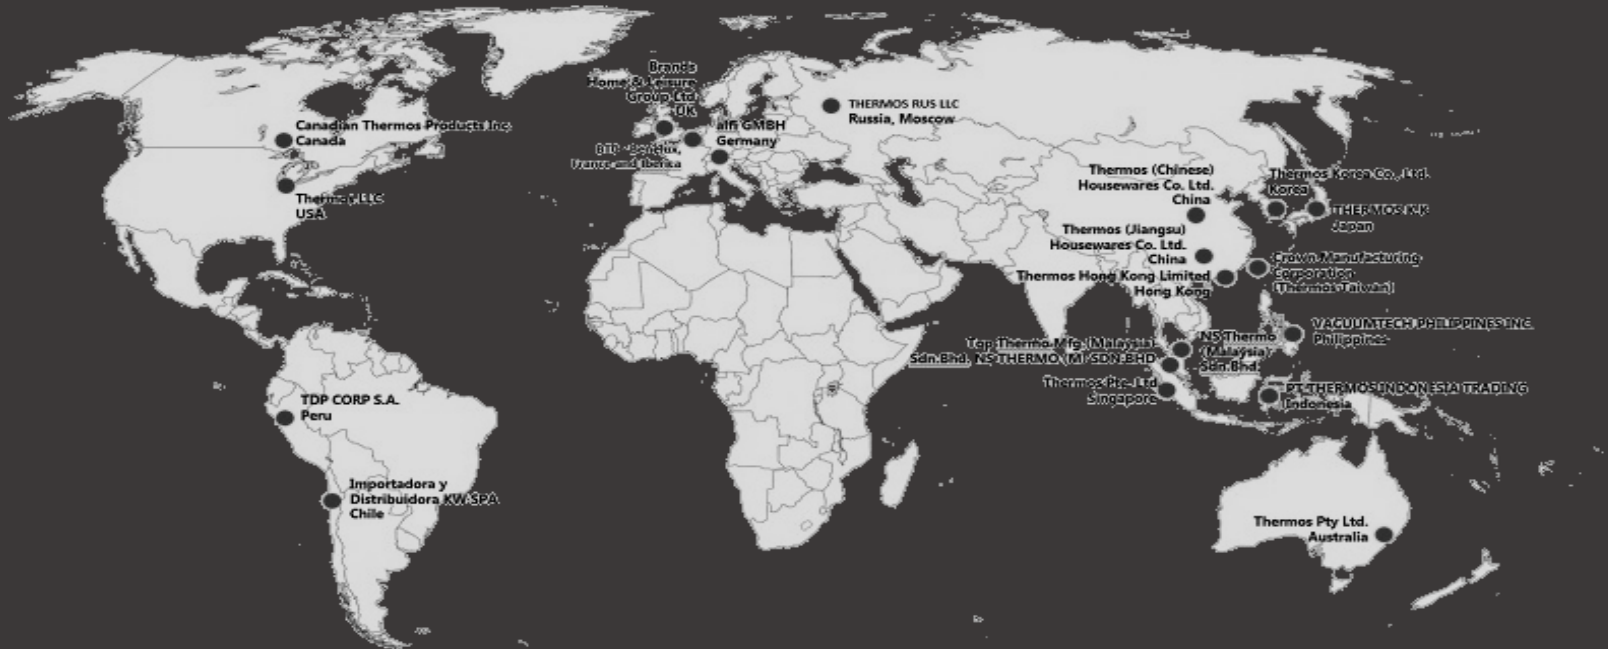 Brands
Home & Leisure
Group Ltd
UK
THERMOS RUS LLC
Russia, Moscow
Canadian Thermos Products Inc.
Canada
alfi GMBH
Germany
France and Iberica
Thermos LLC
USA
Thermos (Chinese)
Housewares Co. Ltd.
China
Thermos Korea Co., Ltd.
Korea
THERMOS K.K
Japan
Thermos (Jiangsu)
Housewares Co. Ltd.
China
Thermos Hong Kong Limited
Hong Kong
Crown Manufacturing
Corporation
(Thermos Taiwan)
VACUUMTECH PHILIPPINES INC.
Philippines
Top Thermo Mfg. (Malaysia)
Sdn.Bhd. NS THERMO (M) SDN BHD
NS Thermo
(Malaysia)
Sdn.Bhd.
Thermos Pte. Ltd
Singapore
PT THERMOS INDONESIA TRADING
Indonesia
TDP CORP S.A.
Peru
Importadora y
Distribuidora KW SPA
Chile
Thermos Pty Ltd.
Australia